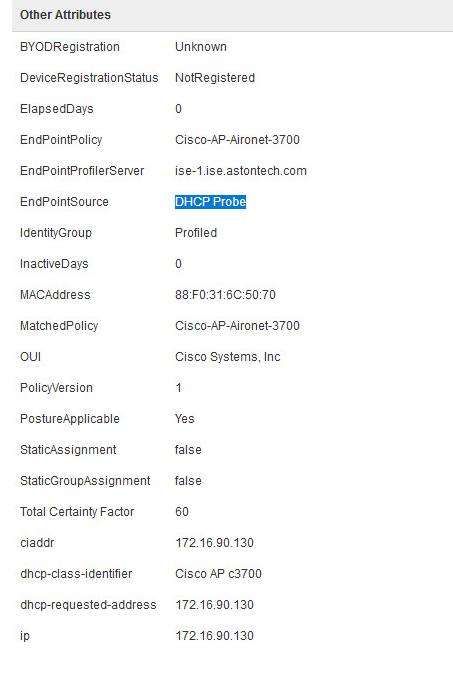 Other Attributes
BYODRegistration Unknown
DeviceRegistrationStatus NotRegistered
ElapsedDays 0
EndPointPolicy Cisco-AP-Aironet-3700
EndPointProfilerServer ise-1.ise.astontech.com
EndPointSource DHCP Probe
IdentityGroup Profiled
InactiveDays 0
MACAddress 88:F0:31:6C:50:70
MatchedPolicy Cisco-AP-Aironet-3700
OUI Cisco Systems, Inc
PolicyVersion 1
PostureApplicable Yes
StaticAssignment false
StaticGroupAssignment false
Total Certainty Factor 60
ciaddr 172.16.90.130
dhcp-class-identifier Cisco AP c3700
dhcp-requested-address 172.16.90.130
ip 172.16.90.130